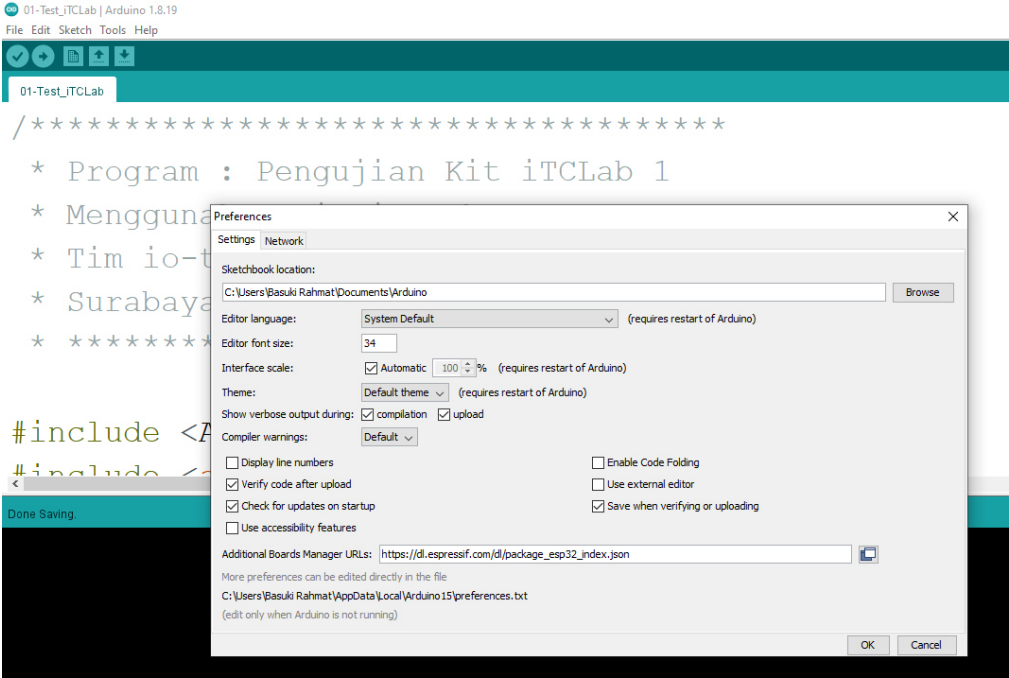 01-Test_iTCLab | Arduino 1.8.19
File Edit Sketch Tools Help
01-Test_iTCLab
/*************************************
* Program : Pengujian Kit iTCLab 1
* Mengguna
* Tim io-t
* Surabaya
* ********
#include <A
#include <a
Preferences
Settings Network
Sketchbook location:
C:\Users\Basuki Rahmat\Documents\Arduino
Browse
Editor language: System Default (requires restart of Arduino)
Editor font size: 34
Interface scale: Automatic 100 % (requires restart of Arduino)
Theme: Default theme (requires restart of Arduino)
Show verbose output during: compilation upload
Compiler warnings: Default
Display line numbers
Enable Code Folding
Verify code after upload
Use external editor
Check for updates on startup
Save when verifying or uploading
Use accessibility features
Additional Boards Manager URLs: https://dl.espressif.com/dl/package_esp32_index.json
More preferences can be edited directly in the file
C:\Users\Basuki Rahmat\AppData\Local\Arduino15\preferences.txt
(edit only when Arduino is not running)
OK Cancel
Done Saving.